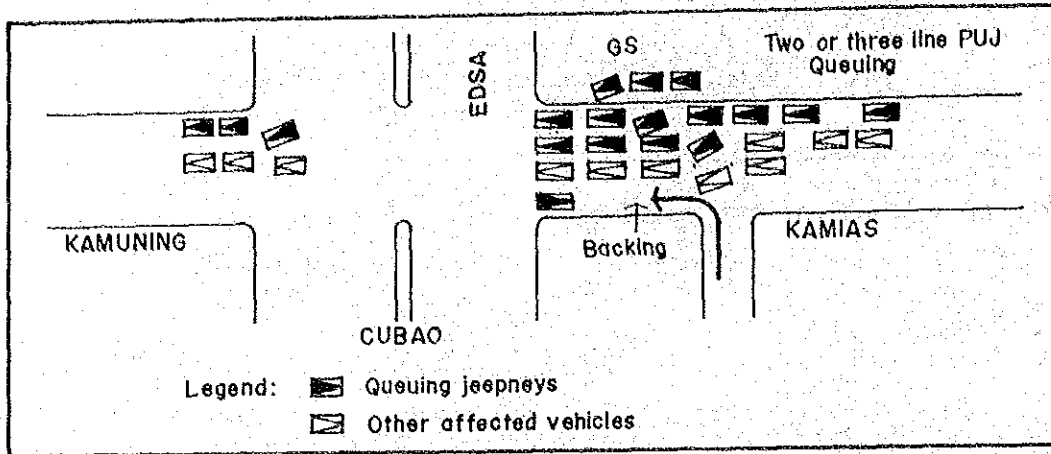 GS
Two or three line PUJ
Queuing
EDSA
KAMUNING
Backing
KAMIAS
CUBAO
Legend:
Queuing jeepneys
Other affected vehicles